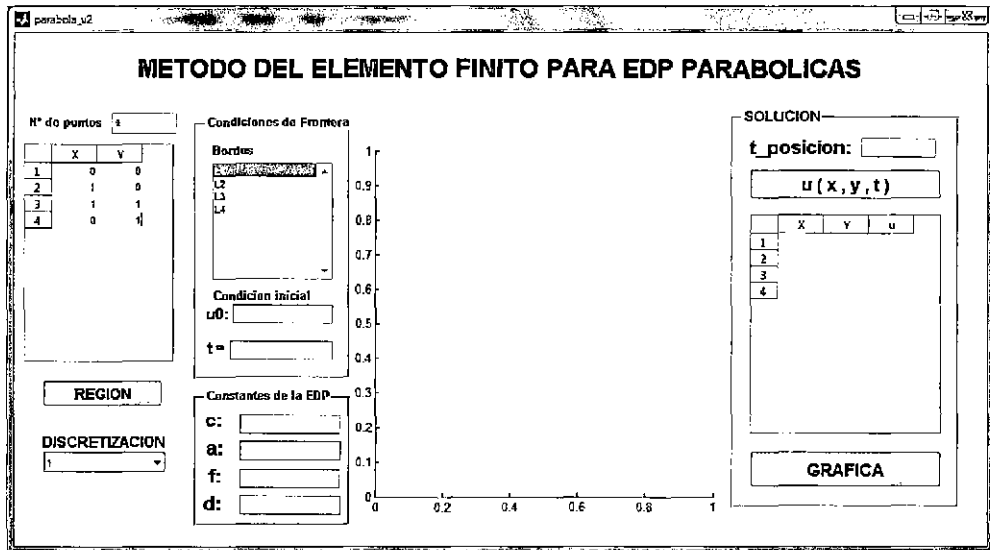 parabola_u2
METODO DEL ELEMENTO FINITO PARA EDP PARABOLICAS
Nº de puntos 4
X Y
1 0 0
2 1 0
3 1 1
4 0 1
REGION
DISCRETIZACION
1
Condiciones de Frontera
Bordes
L2
L3
L4
Condicion inicial
u0:
t=
Constantes de la EDP
c:
a:
f:
d:
1
0.9
0.8
0.6
0.5
0.4
0.3
0.2
0.1
0
0 0.2 0.4 0.6 0.8 1
SOLUCION
t_posicion:
u(x,y,t)
X Y u
1
2
3
4
GRAFICA